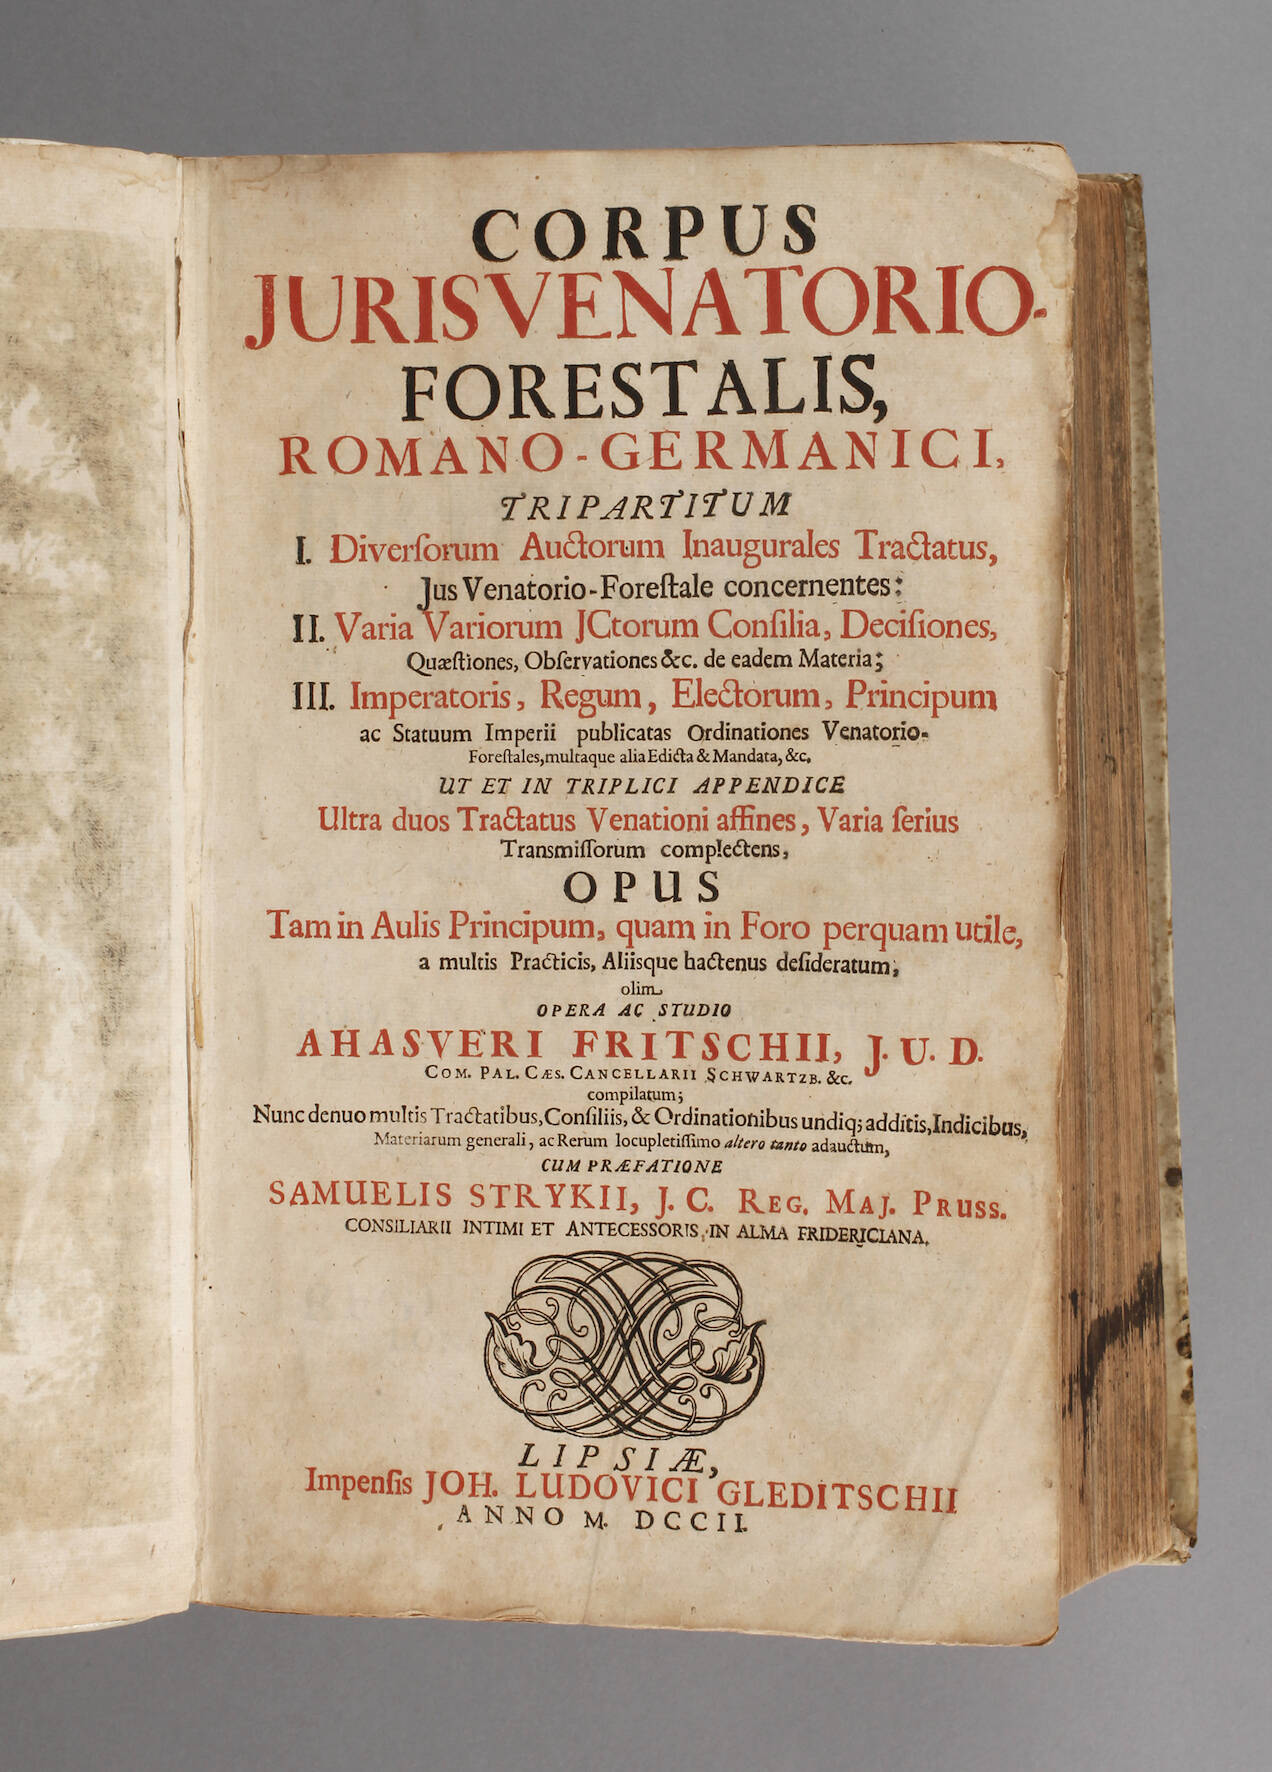 CORPUS
JURIS VENATORIO-
FORESTALIS,
ROMANO-GERMANICI,
TRIPARTITUM
I. Diverſorum Auctorum Inaugurales Tractatus,
Jus Venatorio-Foreſtale concernentes:
II. Varia Variorum JCtorum Conſilia, Deciſiones,
Quæſtiones, Obſervationes &c. de eadem Materia;
III. Imperatoris, Regum, Electorum, Principum
ac Statuum Imperii publicatas Ordinationes Venatorio-
Foreſtales, multaque alia Edicta & Mandata, &c.
UT ET IN TRIPLICI APPENDICE
Ultra duos Tractatus Venationi affines, Varia ſerius
Transmiſſorum complectens,
OPUS
Tam in Aulis Principum, quam in Foro perquam utile,
a multis Practicis, Aliisque hactenus deſideratum,
olim
OPERA AC STUDIO
AHASVERI FRITSCHII, J. U. D.
COM. PAL. CÆS. CANCELLARII SCHWARTZB. &c.
compilatum;
Nunc denuo multis Tractatibus, Conſiliis, & Ordinationibus undiq; additis, Indicibus,
Materiarum generali, ac Rerum locupletiſſimo altero tanto adauctum,
CUM PRÆFATIONE
SAMUELIS STRYKII, J. C. REG. MAJ. PRUSS.
CONSILIARII INTIMI ET ANTECESSORIS, IN ALMA FRIDERICIANA.
LIPSIÆ,
Impenſis JOH. LUDOVICI GLEDITSCHII
ANNO M. DCCII.